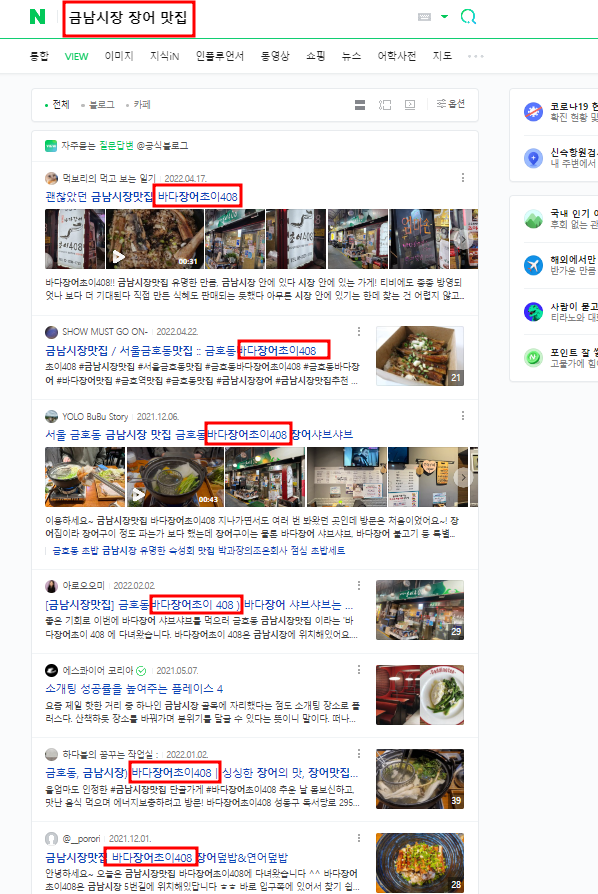 N 금남시장 장어 맛집
통합 VIEW 이미지 지식iN 인플루언서 동영상 쇼핑 뉴스 어학사전 지도
전체 블로그 카페 옵션
자주묻는 질문답변 @공식블로그
먹보리의 먹고 보는 일기 2022.04.17.
괜찮았던 금남시장맛집 바다장어초이408
00:31
바다장어초이408!! 금남시장맛집 유명한 만큼, 금남시장 안에 있다 시장 안에 있는 가게! 티비에도 종종 방영되
엇나 보다 더 기대된다 직접 만든 식혜도 판매되는 듯했다 아무튼 시장 안에 있기는 한데 찾는 건 어렵지 않고...
SHOW MUST GO ON- 2022.04.22.
금남시장맛집 / 서울금호동맛집 :: 금호동바다장어초이408
초이408 #금남시장맛집 #서울금호동맛집 #금호동바다장어초이408 #금호동바다장
어 #바다장어맛집 #금호역맛집 #금호동맛집 #금남시장장어 #금남시장맛집추천 ...
21
YOLO BuBu Story 2021.12.06.
서울 금호동 금남시장 맛집 금호동바다장어초이408 장어샤브샤브
00:43
이용하세요~ 금남시장맛집 바다장어초이408 지나가면서도 여러 번 봐왔던 곳인데 방문은 처음이었어요~! 장
어집이라 장어구이 정도 파는가 보다 했는데 장어구이는 물론 바다장어 샤브샤브, 바다장어 불고기 등 특별...
금호동 초밥 금남시장 유명한 숙성회 맛집 박과장의조은회사 점심 초밥세트
아로오오미 2022.02.02.
[금남시장맛집] 금호동바다장어초이 408 ) 바다장어 샤브샤브는 ...
좋은 기회로 이번에 바다장어 샤브샤브를 먹으러 금호동 금남시장맛집 이라는 '바
다장어초이 408 에 다녀왔습니다. 바다장어초이 408은 금남시장에 위치해있어요....
29
에스콰이어 코리아 2021.05.07.
소개팅 성공률을 높여주는 플레이스 4
요즘 제일 핫한 거리 중 하나인 금남시장 골목에 자리했다는 점도 소개팅 장소로 플
러스다. 산책하듯 장소를 바꿔가며 분위기를 달굴 수 있다는 뜻이니 말이다. 떠나...
하다블의 꿈꾸는 작업실 : 2022.01.02.
금호동, 금남시장) 바다장어초이408 | 싱싱한 장어의 맛, 장어맛집...
올엄마도 인정한 #금남시장맛집 단골가게 #바다장어초이408 추운 날 몸보신하고,
맛난 음식 먹으며 에너지보충하려고 방문! 바다장어초이408 성동구 독서당로 295...
39
@__porori 2021.12.01.
금남시장맛집 바다장어초이408 장어덮밥&연어덮밥
안녕하세요~ 오늘은 금남시장맛집 바다장어초이408에 다녀왔습니다 ^^ 바다장어
초이408은 금남시장 5번길에 위치해있답니다 ㅎㅎ 바로 입구쪽에 있어서 찾기 쉽...
28
코로나19 현
확진 현황 및
신속항원검사
내 주변에서
국내 인기 여
후회 없는 관
해외에서만
반가운 만큼
사람이 묻고
티라노와 대
포인트 잘 쌓
고물가에 힘이